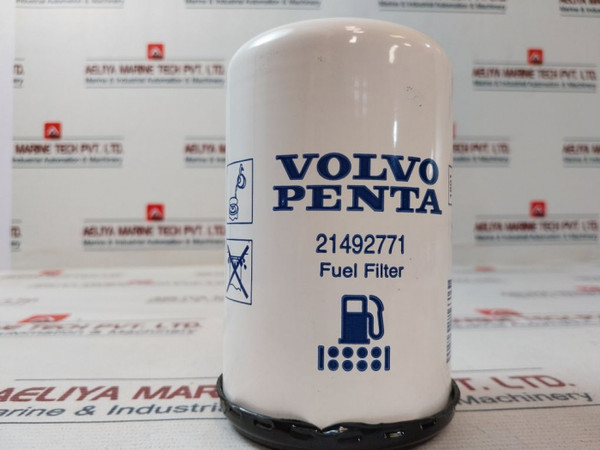 VOLVO
PENTA
21492771
Fuel Filter
AELIYA MARINE TECH PVT. LTD.
Marine & Industrial Automation & Machinery